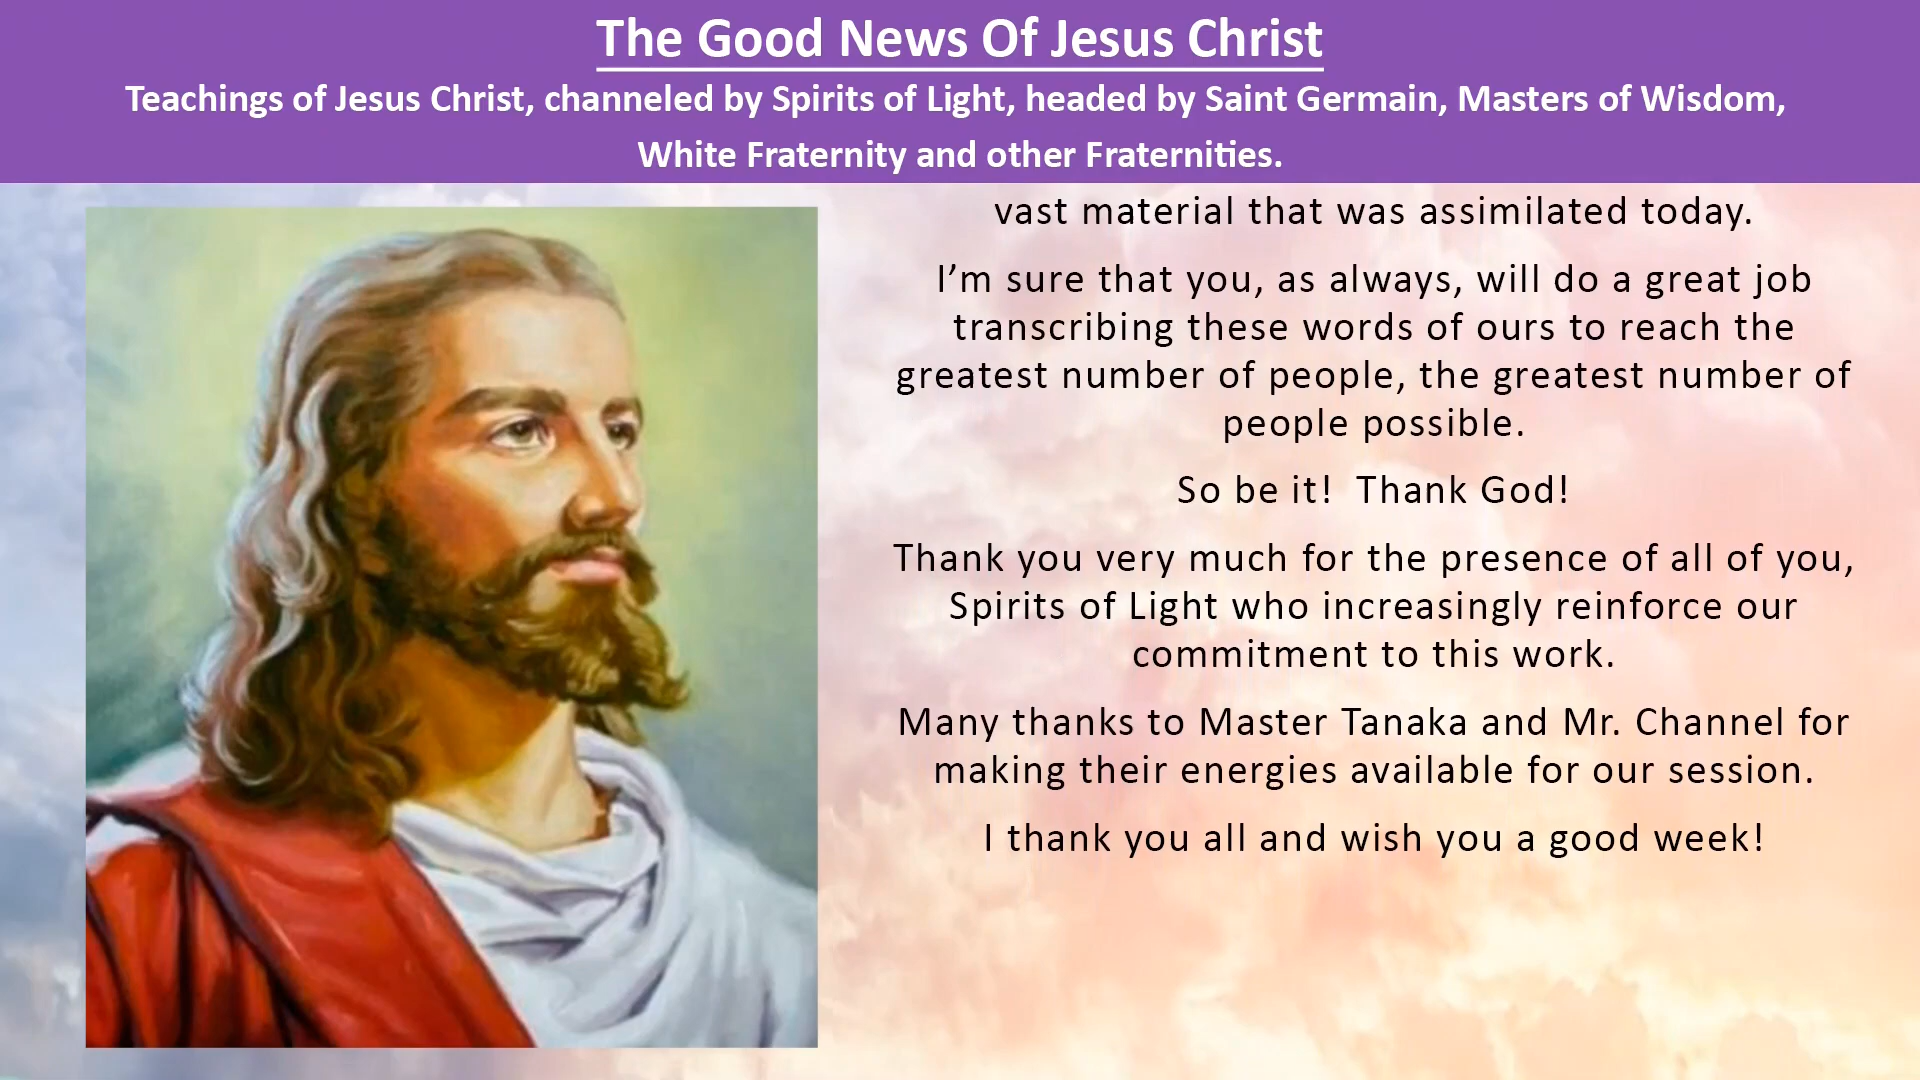 The Good News Of Jesus Christ
Teachings of Jesus Christ, channeled by Spirits of Light, headed by Saint Germain, Masters of Wisdom,
White Fraternity and other Fraternities.
vast material that was assimilated today.
I’m sure that you, as always, will do a great job
transcribing these words of ours to reach the
greatest number of people, the greatest number of
people possible.
So be it!  Thank God!
Thank you very much for the presence of all of you,
Spirits of Light who increasingly reinforce our
commitment to this work.
Many thanks to Master Tanaka and Mr. Channel for
making their energies available for our session.
I thank you all and wish you a good week!